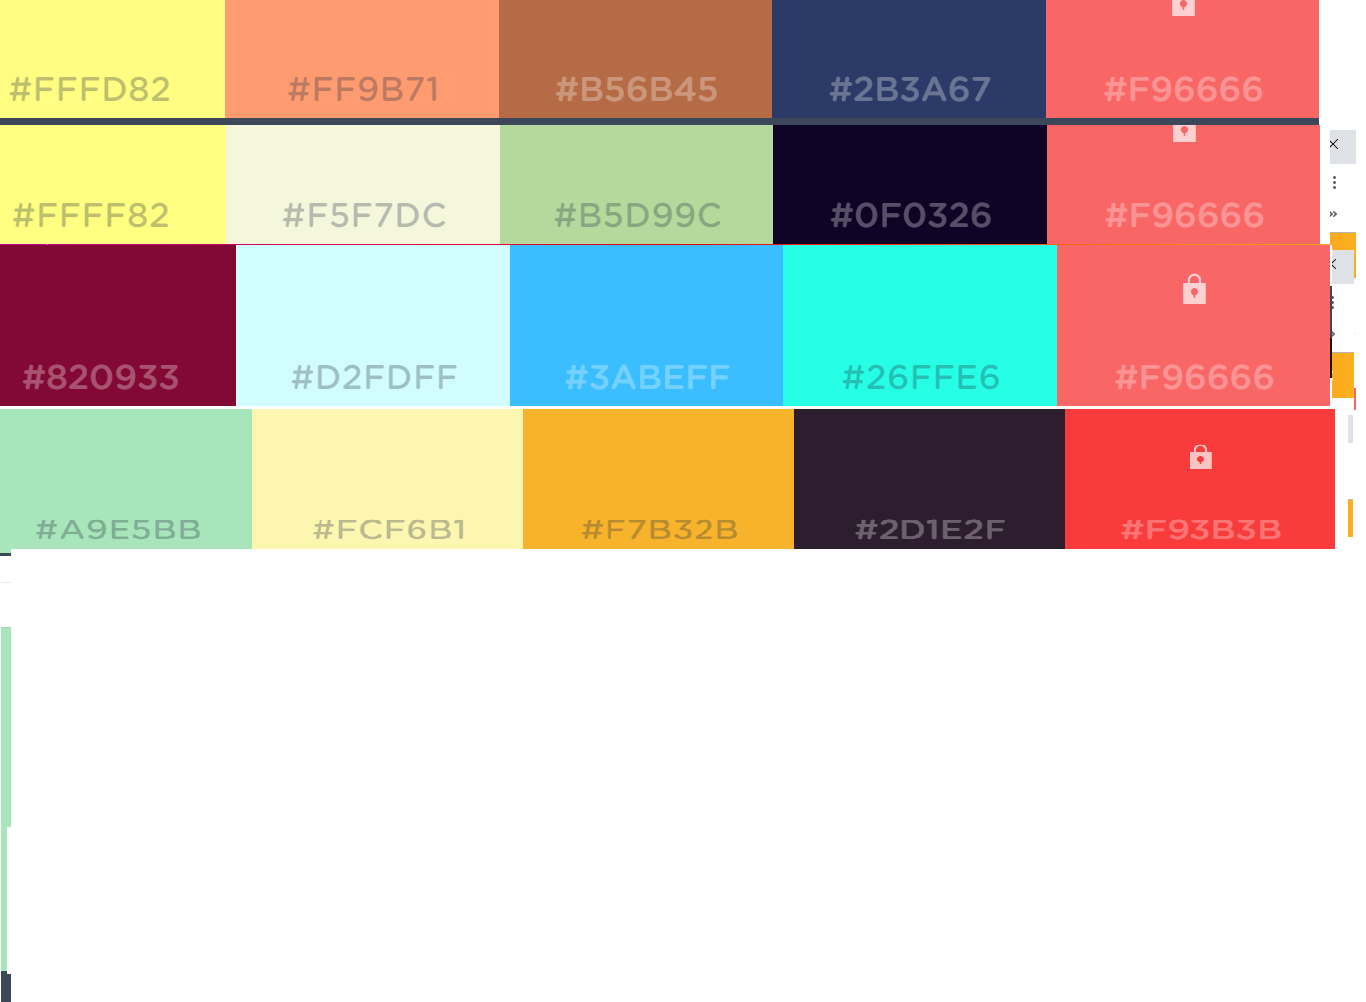 #FFFD82 #FF9B71 #B56B45 #2B3A67 #F96666
#FFFF82 #F5F7DC #B5D99C #0F0326 #F96666
#820933 #D2FDFF #3ABEFF #26FFE6 #F96666
#A9E5BB #FCF6B1 #F7B32B #2D1E2F #F93B3B